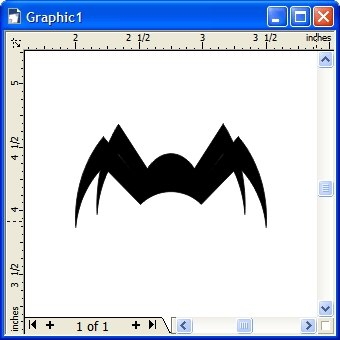 Graphic1
2 2 1/2 3 3 1/2 inches
5
4 1/2
4
3 1/2
inches
1 of 1